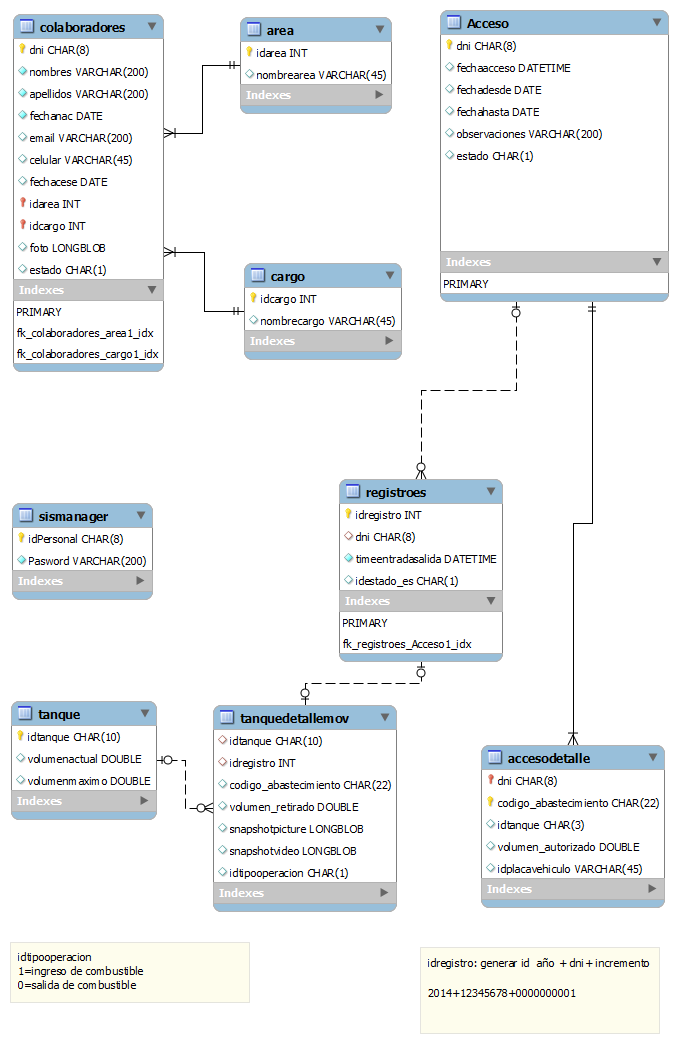 colaboradores
dni CHAR(8)
nombres VARCHAR(200)
apellidos VARCHAR(200)
fechanac DATE
email VARCHAR(200)
celular VARCHAR(45)
fechacese DATE
idarea INT
idcargo INT
foto LONGBLOB
estado CHAR(1)
Indexes
PRIMARY
fk_colaboradores_area1_idx
fk_colaboradores_cargo1_idx
area
idarea INT
nombrearea VARCHAR(45)
Indexes
Acceso
dni CHAR(8)
fechaacceso DATETIME
fechadesde DATE
fechahasta DATE
observaciones VARCHAR(200)
estado CHAR(1)
Indexes
PRIMARY
cargo
idcargo INT
nombrecargo VARCHAR(45)
Indexes
sismanager
idPersonal CHAR(8)
Pasword VARCHAR(200)
Indexes
registroes
idregistro INT
dni CHAR(8)
timeentradasalida DATETIME
idestado_es CHAR(1)
Indexes
PRIMARY
fk_registroes_Acceso1_idx
tanque
idtanque CHAR(10)
volumenactual DOUBLE
volumenmaximo DOUBLE
Indexes
tanquedetallemov
idtanque CHAR(10)
idregistro INT
codigo_abastecimiento CHAR(22)
volumen_retirado DOUBLE
snapshotpicture LONGBLOB
snapshotvideo LONGBLOB
idtipooperacion CHAR(1)
Indexes
accesodetalle
dni CHAR(8)
codigo_abastecimiento CHAR(22)
idtanque CHAR(3)
volumen_autorizado DOUBLE
idplacavehiculo VARCHAR(45)
Indexes
idtipooperacion
1=ingreso de combustible
0=salida de combustible
idregistro: generar id año +dni+incremento
2014+12345678+0000000001